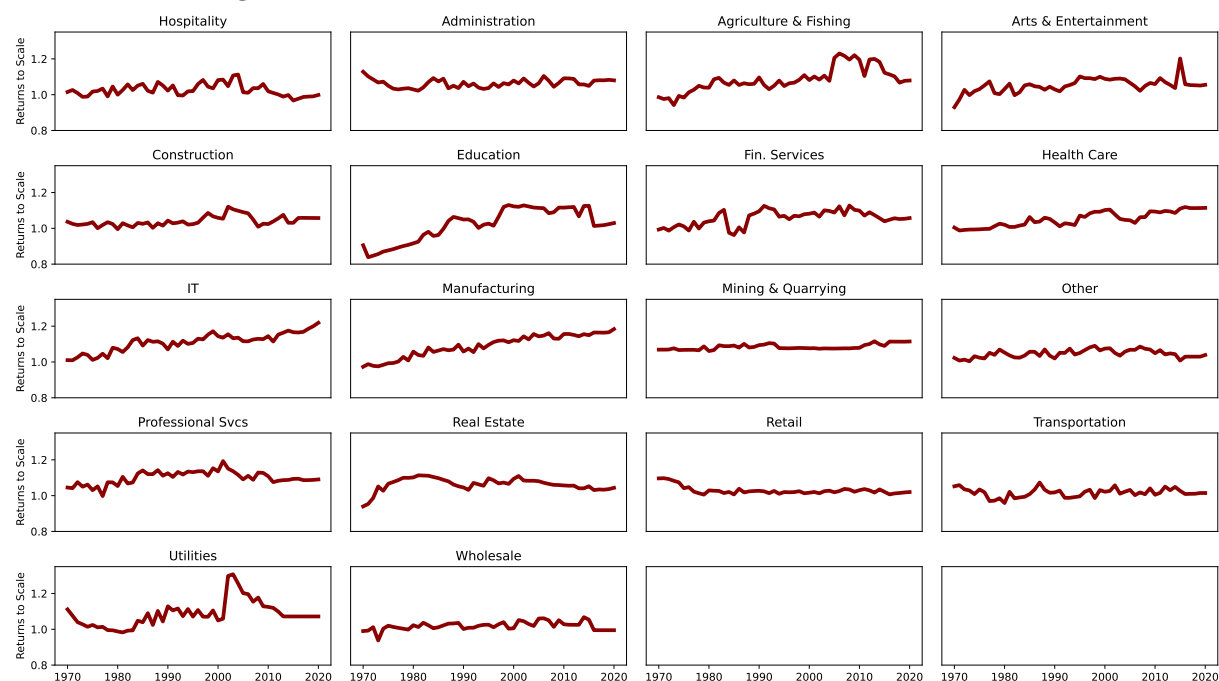 Hospitality Administration Agriculture & Fishing Arts & Entertainment
Returns to Scale
1.2
1.0
0.8
Construction Education Fin. Services Health Care
Returns to Scale
1.2
1.0
0.8
IT Manufacturing Mining & Quarrying Other
Returns to Scale
1.2
1.0
0.8
Professional Svcs Real Estate Retail Transportation
Returns to Scale
1.2
1.0
0.8
Utilities Wholesale
Returns to Scale
1.2
1.0
0.8
1970 1980 1990 2000 2010 2020 1970 1980 1990 2000 2010 2020 1970 1980 1990 2000 2010 2020 1970 1980 1990 2000 2010 2020